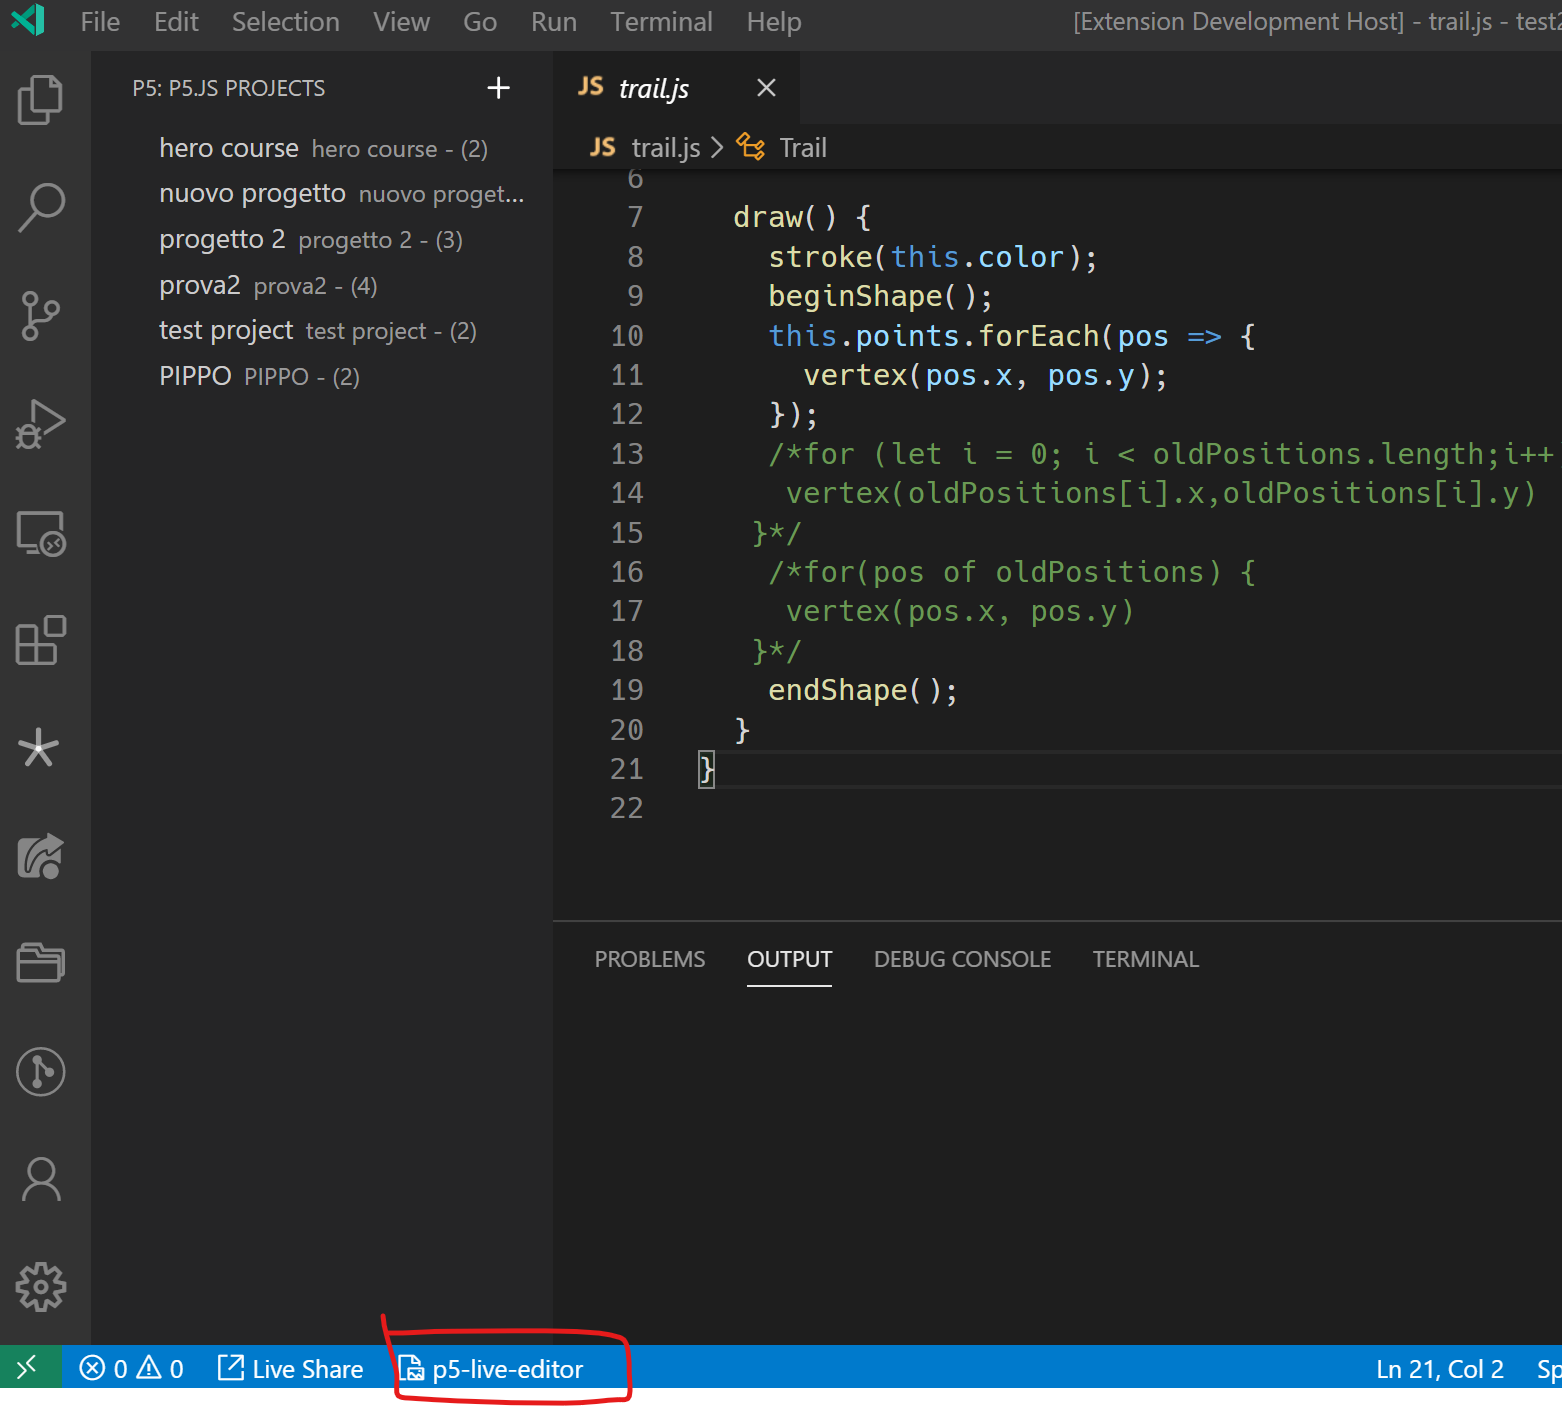 File Edit Selection View Go Run Terminal Help [Extension Development Host] - trail.js - test2
P5: P5.JS PROJECTS +
hero course hero course - (2)
nuovo progetto nuovo proget...
progetto 2 progetto 2 - (3)
prova2 prova2 - (4)
test project test project - (2)
PIPPO PIPPO - (2)
JS trail.js ×
JS trail.js > Trail
6
7 draw() {
8 stroke(this.color);
9 beginShape();
10 this.points.forEach(pos => {
11 vertex(pos.x, pos.y);
12 });
13 /*for (let i = 0; i < oldPositions.length;i++
14 vertex(oldPositions[i].x,oldPositions[i].y)
15 }*/
16 /*for(pos of oldPositions) {
17 vertex(pos.x, pos.y)
18 }*/
19 endShape();
20 }
21 }
22
PROBLEMS OUTPUT DEBUG CONSOLE TERMINAL
0 0 Live Share p5-live-editor Ln 21, Col 2 Sp